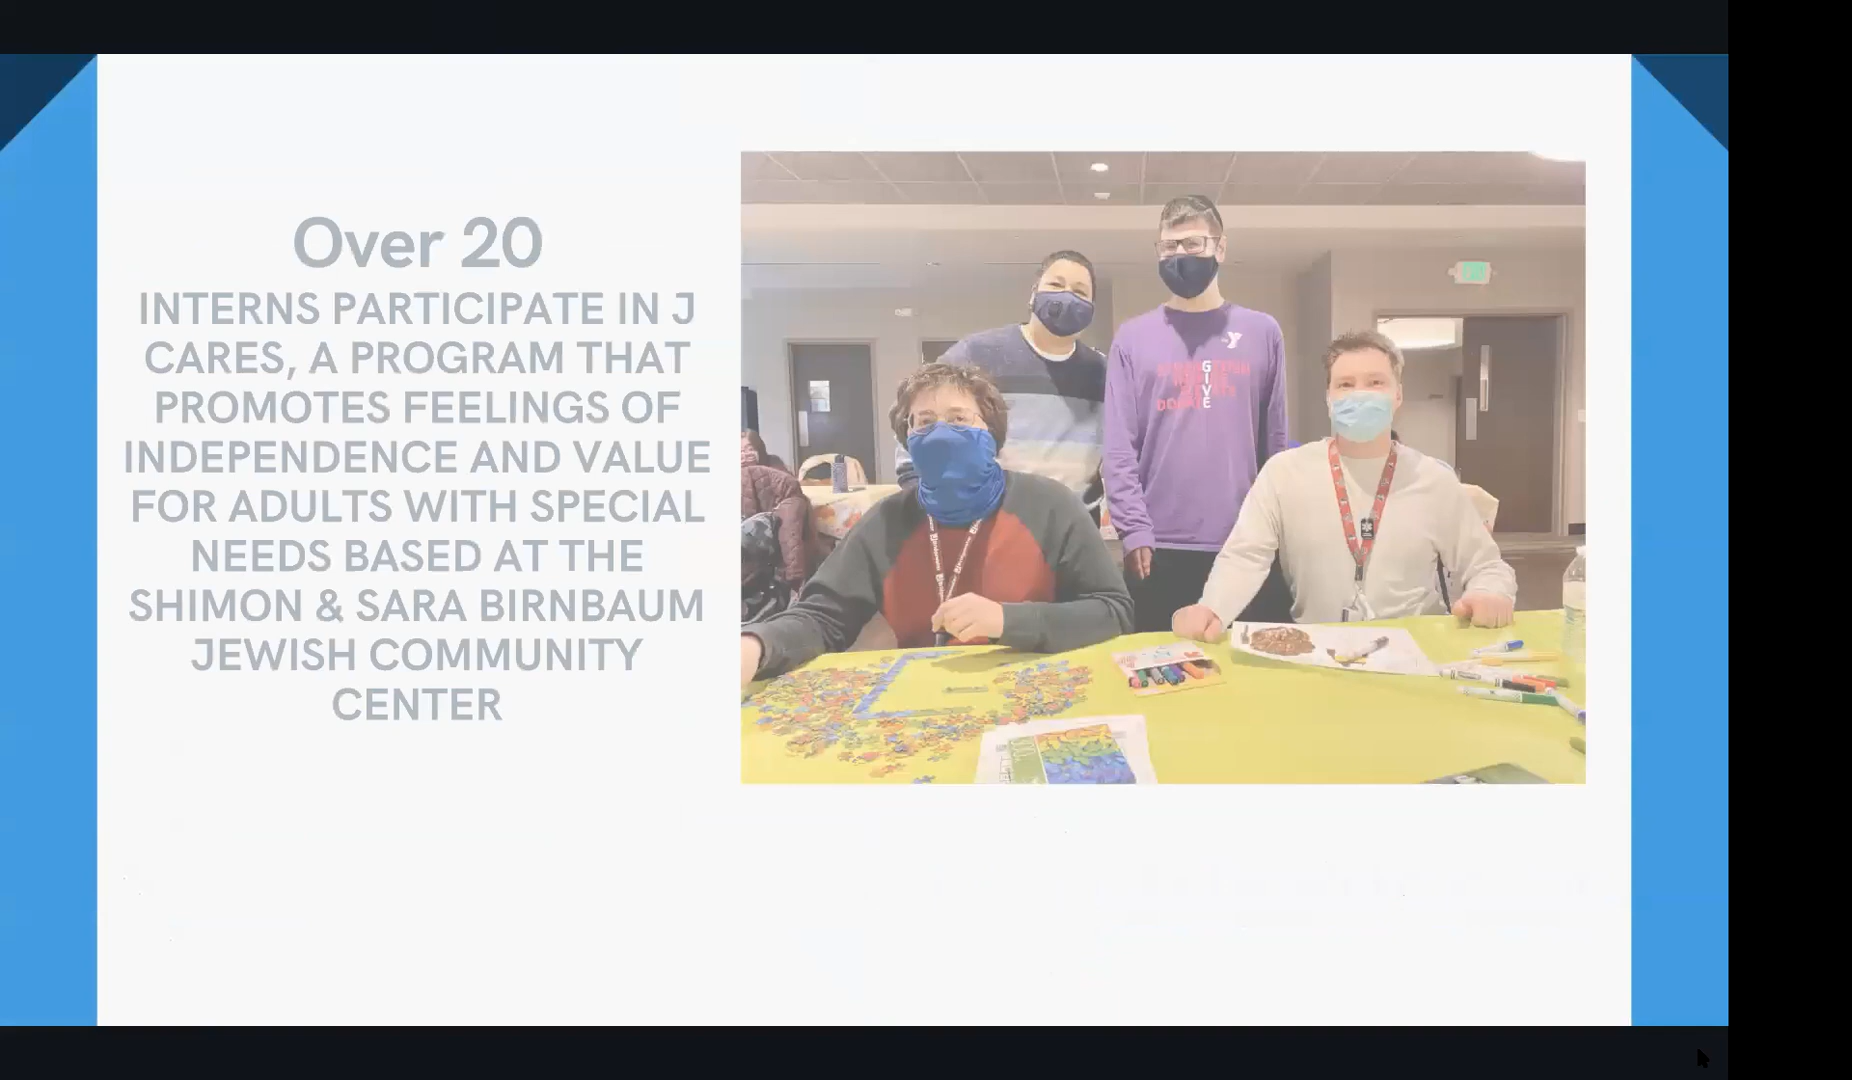 Over 20
INTERNS PARTICIPATE IN J
CARES, A PROGRAM THAT
PROMOTES FEELINGS OF
INDEPENDENCE AND VALUE
FOR ADULTS WITH SPECIAL
NEEDS BASED AT THE
SHIMON & SARA BIRNBAUM
JEWISH COMMUNITY
CENTER
GIVE